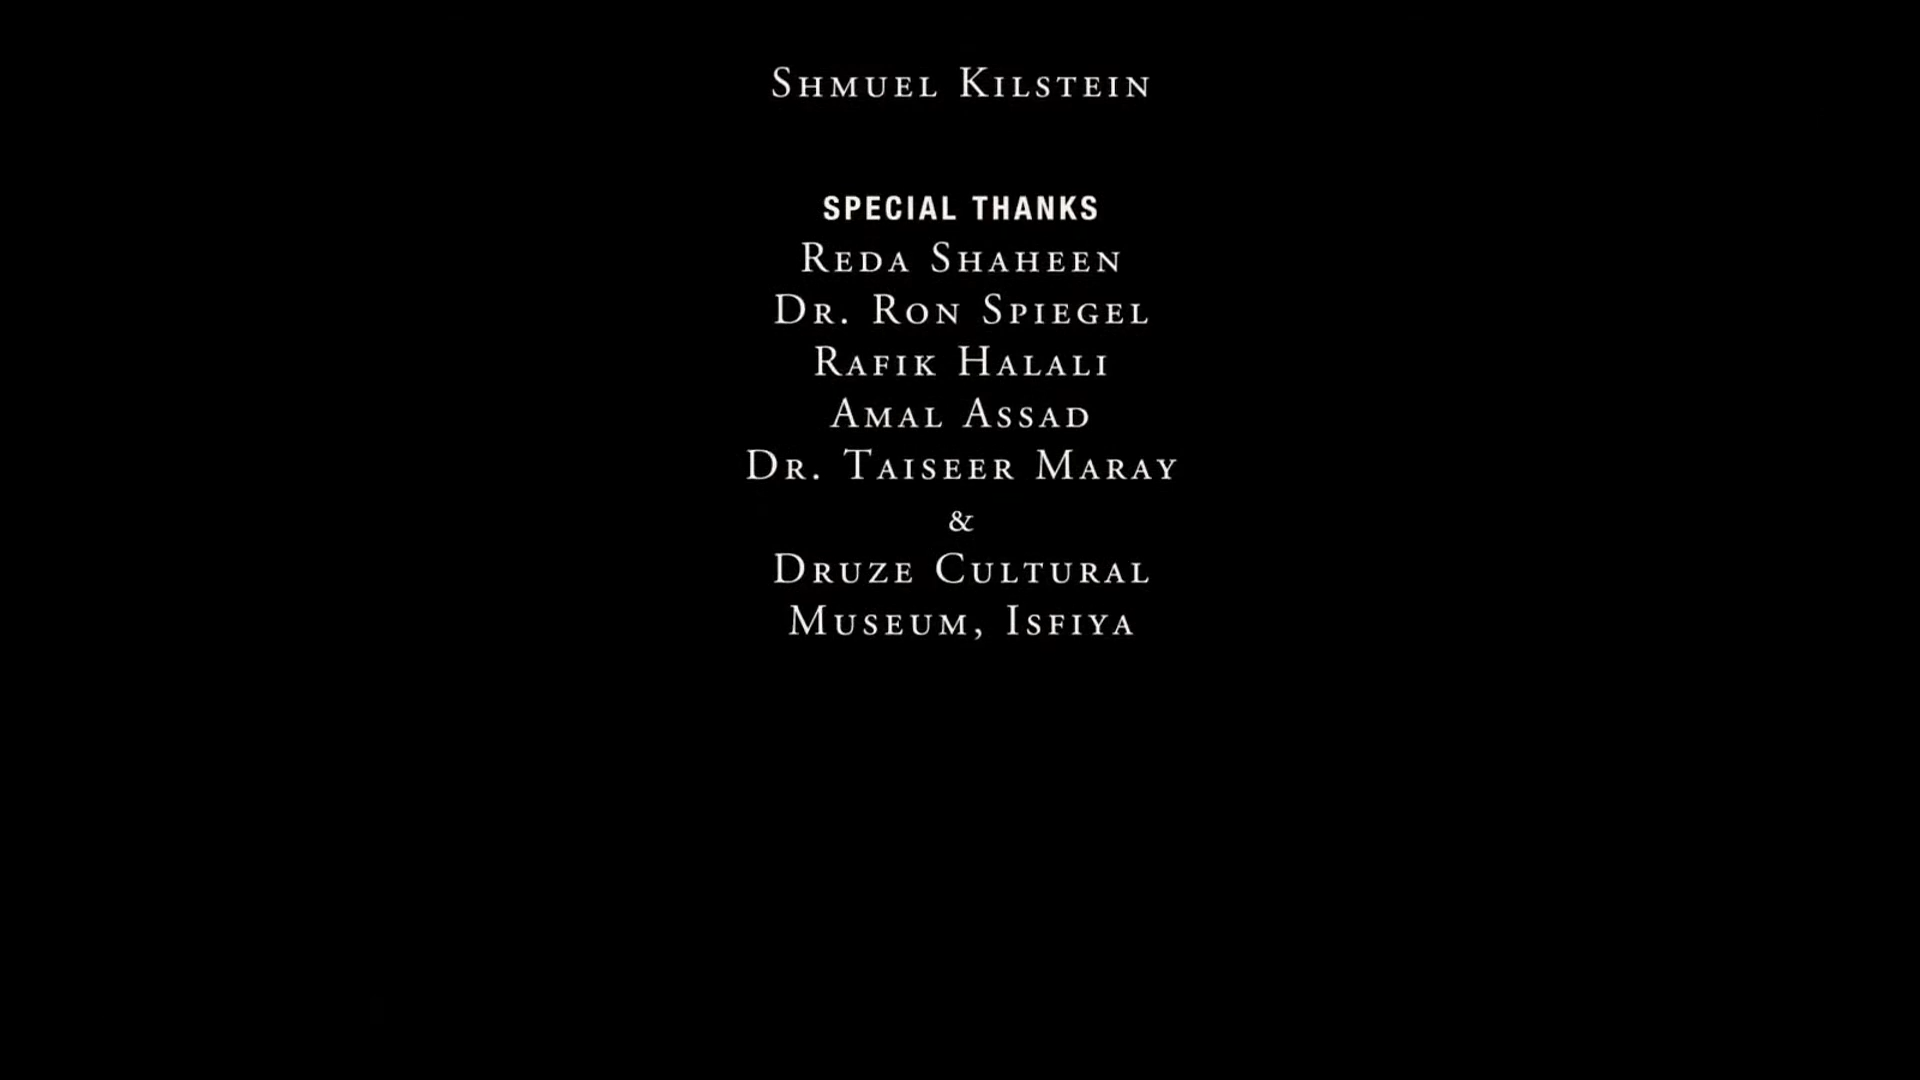 Shmuel Kilstein
SPECIAL THANKS
Reda Shaheen
Dr. Ron Spiegel
Rafik Halali
Amal Assad
Dr. Taiseer Maray
&
Druze Cultural
Museum, Isfiya